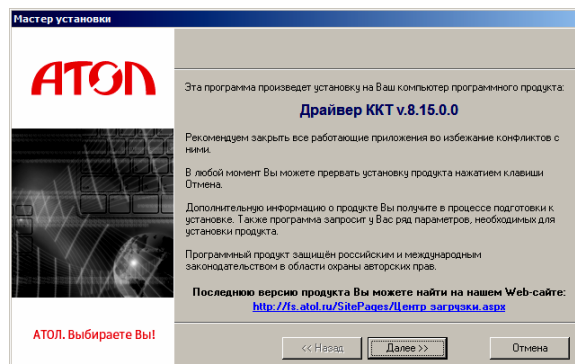 Мастер установки
АТОЛ
Эта программа произведет установку на Ваш компьютер программного продукта:
Драйвер ККТ v.8.15.0.0
Рекомендуем закрыть все работающие приложения во избежание конфликтов с
ними.
В любой момент Вы можете прервать установку продукта нажатием клавиши
Отмена.
Дополнительную информацию о продукте Вы получите в процессе подготовки к
установке. Также программа запросит у Вас ряд параметров, необходимых для
установки продукта.
Программный продукт защищён российским и международным
законодательством в области охраны авторских прав.
Последнюю версию продукта Вы можете найти на нашем Web-сайте:
http://fs.atol.ru/SitePages/Центр загрузки.aspx
АТОЛ. Выбираете Вы!
<< Назад
Далее >>
Отмена